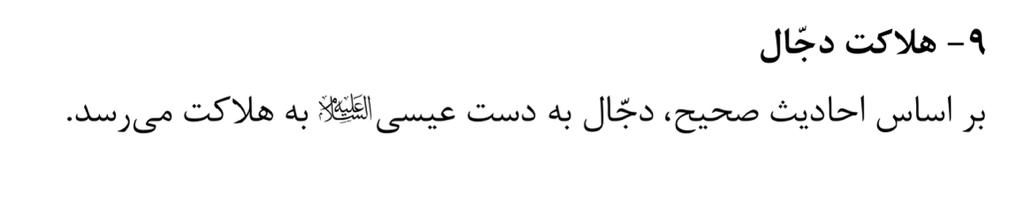 ۹- هلاکت دجّال
بر اساس احادیث صحیح، دجّال به دست عیسی علیه السلام به هلاکت می‌رسد.